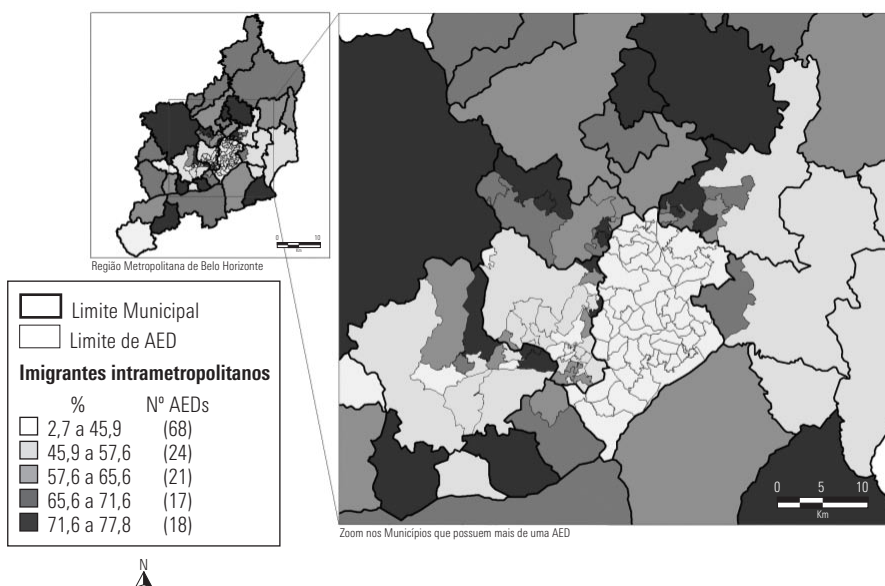 0 10
Km
Região Metropolitana de Belo Horizonte
Limite Municipal
Limite de AED
Imigrantes intrametropolitanos
% Nº AEDs
2,7 a 45,9 (68)
45,9 a 57,6 (24)
57,6 a 65,6 (21)
65,6 a 71,6 (17)
71,6 a 77,8 (18)
0 5 10
Km
Zoom nos Municípios que possuem mais de uma AED
N